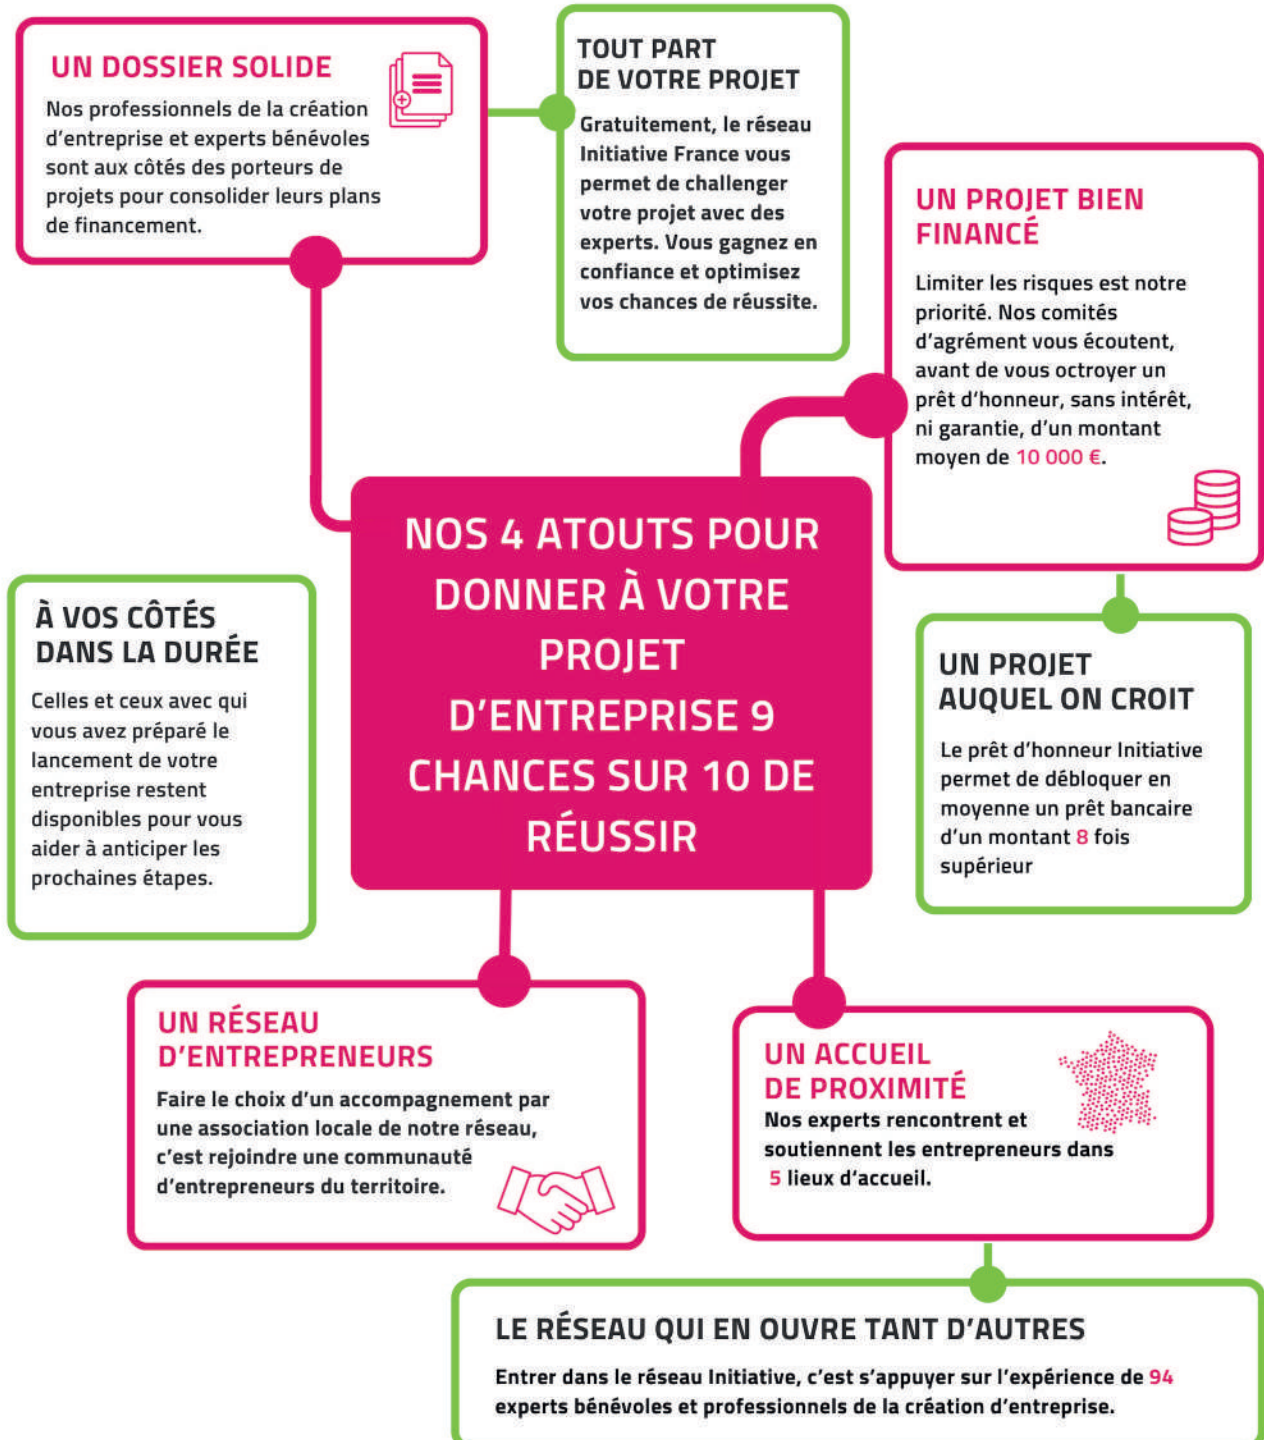 UN DOSSIER SOLIDE
Nos professionnels de la création
d'entreprise et experts bénévoles
sont aux côtés des porteurs de
projets pour consolider leurs plans
de financement.
TOUT PART
DE VOTRE PROJET
Gratuitement, le réseau
Initiative France vous
permet de challenger
votre projet avec des
experts. Vous gagnez en
confiance et optimisez
vos chances de réussite.
UN PROJET BIEN
FINANCÉ
Limiter les risques est notre
priorité. Nos comités
d'agrément vous écoutent,
avant de vous octroyer un
prêt d'honneur, sans intérêt,
ni garantie, d'un montant
moyen de 10 000 €.
NOS 4 ATOUTS POUR
DONNER À VOTRE
PROJET
D'ENTREPRISE 9
CHANCES SUR 10 DE
RÉUSSIR
À VOS CÔTÉS
DANS LA DURÉE
Celles et ceux avec qui
vous avez préparé le
lancement de votre
entreprise restent
disponibles pour vous
aider à anticiper les
prochaines étapes.
UN PROJET
AUQUEL ON CROIT
Le prêt d'honneur Initiative
permet de débloquer en
moyenne un prêt bancaire
d'un montant 8 fois
supérieur
UN RÉSEAU
D'ENTREPRENEURS
Faire le choix d'un accompagnement par
une association locale de notre réseau,
c'est rejoindre une communauté
d'entrepreneurs du territoire.
UN ACCUEIL
DE PROXIMITÉ
Nos experts rencontrent et
soutiennent les entrepreneurs dans
5 lieux d'accueil.
LE RÉSEAU QUI EN OUVRE TANT D'AUTRES
Entrer dans le réseau Initiative, c'est s'appuyer sur l'expérience de 94
experts bénévoles et professionnels de la création d'entreprise.